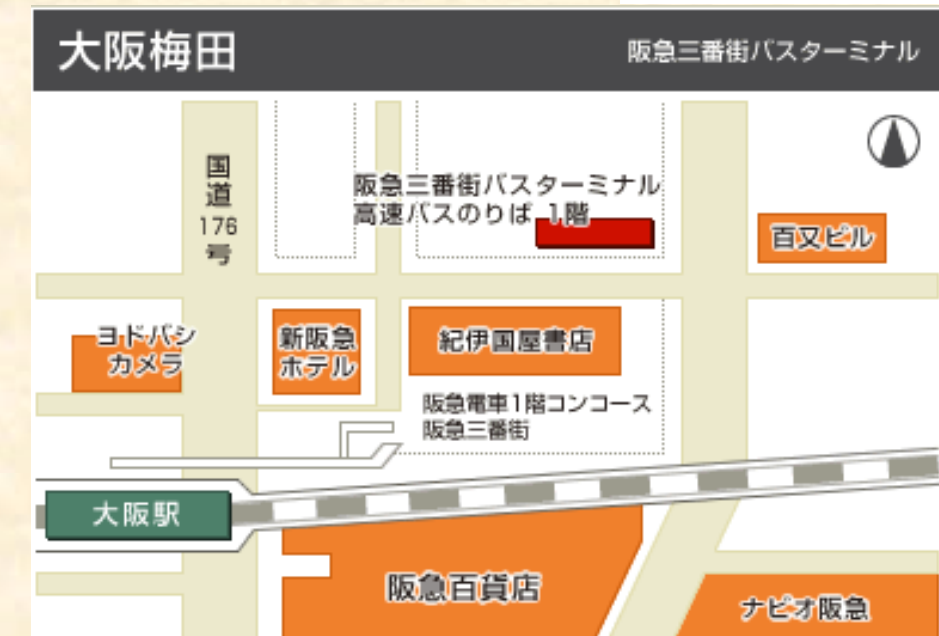 大阪梅田
阪急三番街バスターミナル
国道176号
阪急三番街バスターミナル
高速バスのりば 1階
百又ビル
ヨドバシ
カメラ
新阪急
ホテル
紀伊国屋書店
阪急電車1階コンコース
阪急三番街
大阪駅
阪急百貨店
ナビオ阪急